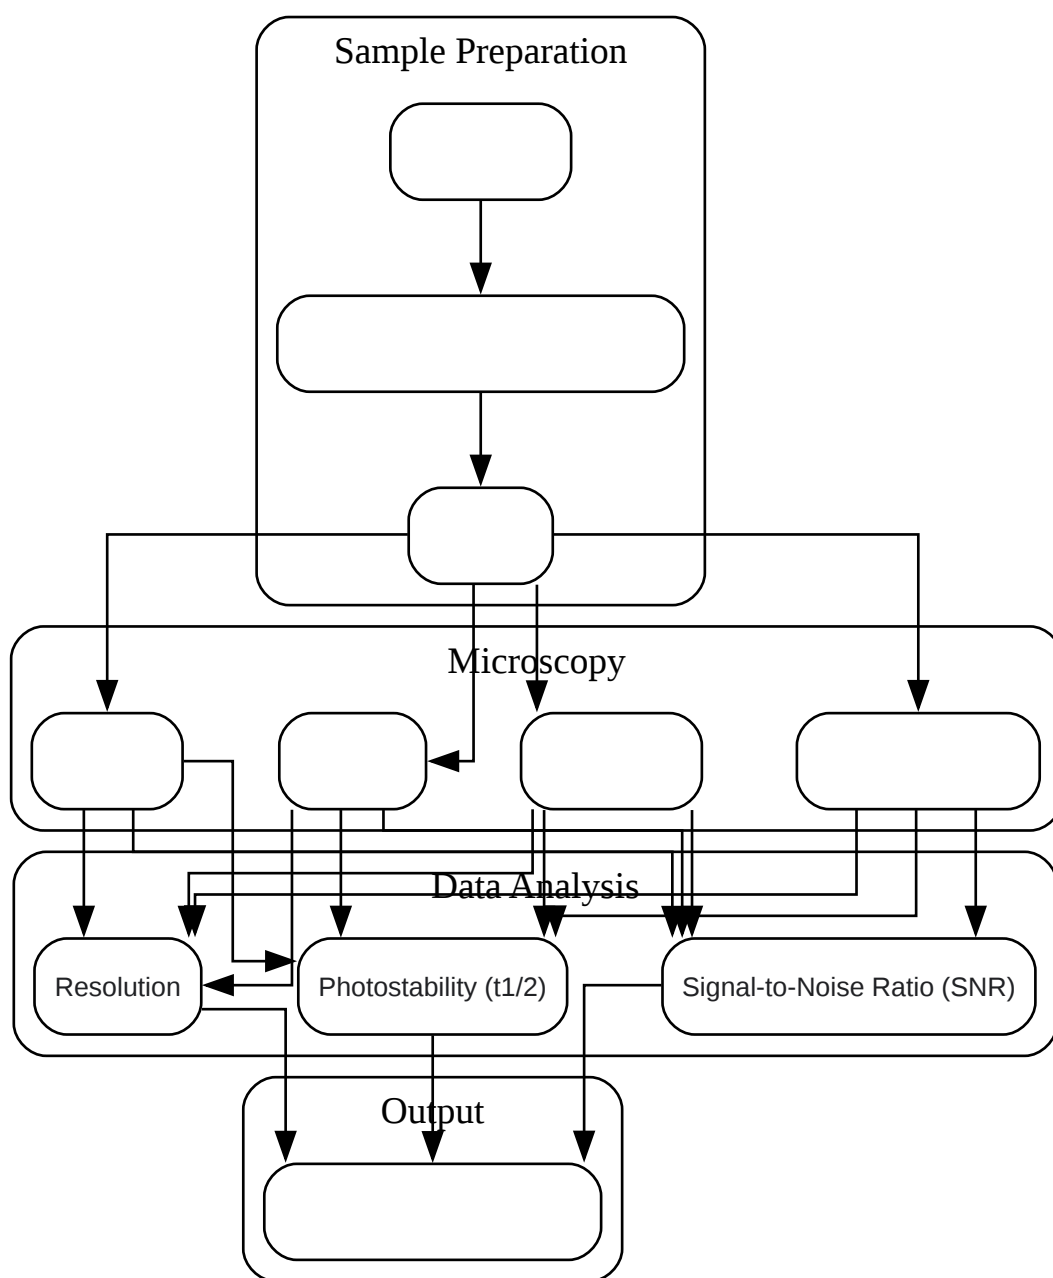 Sample Preparation
Microscopy
Data Analysis
Resolution
Photostability (t1/2)
Signal-to-Noise Ratio (SNR)
Output